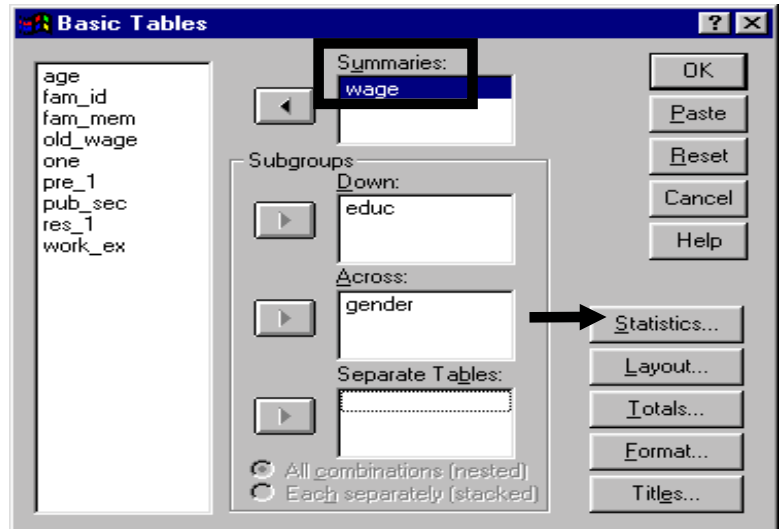 Basic Tables
age
fam_id
fam_mem
old_wage
one
pre_1
pub_sec
res_1
work_ex
Summaries:
wage
Subgroups
Down:
educ
Across:
gender
Separate Tables:
All combinations (nested)
Each separately (stacked)
OK
Paste
Reset
Cancel
Help
Statistics...
Layout...
Totals...
Format...
Titles...